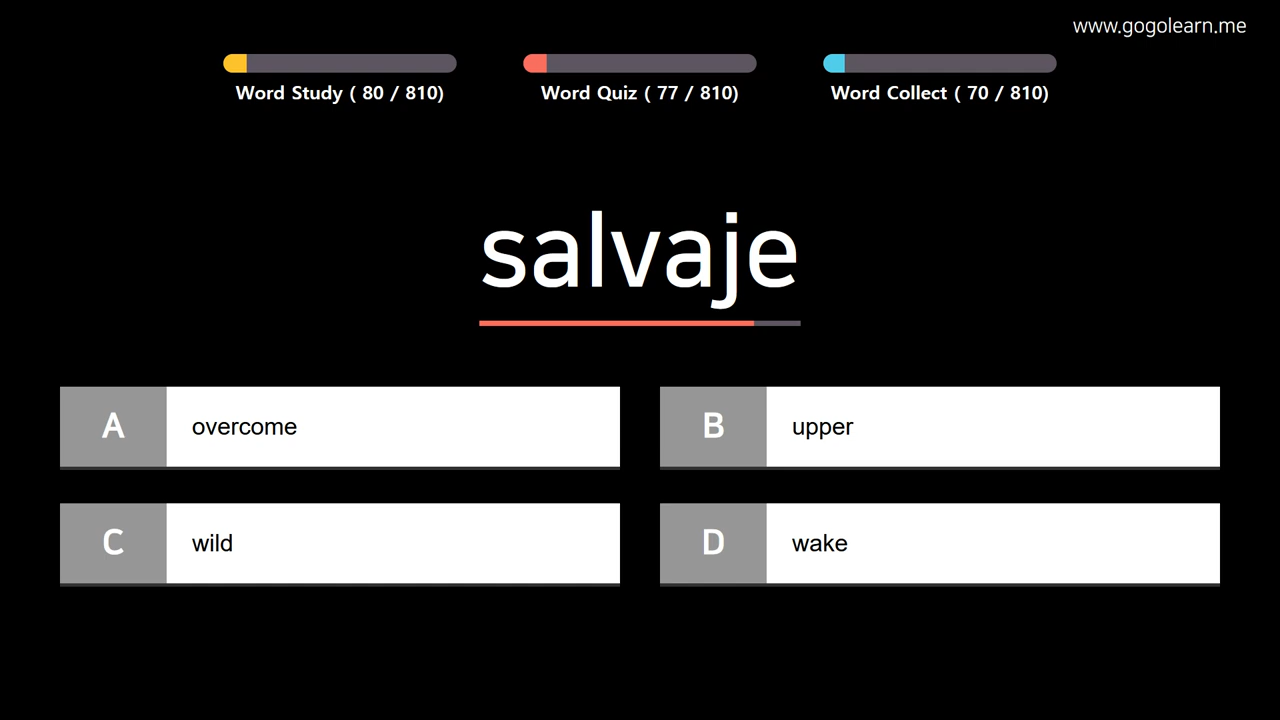 www.gogolearn.me
Word Study ( 80 / 810)
Word Quiz ( 77 / 810)
Word Collect ( 70 / 810)
salvaje
A overcome
B upper
C wild
D wake